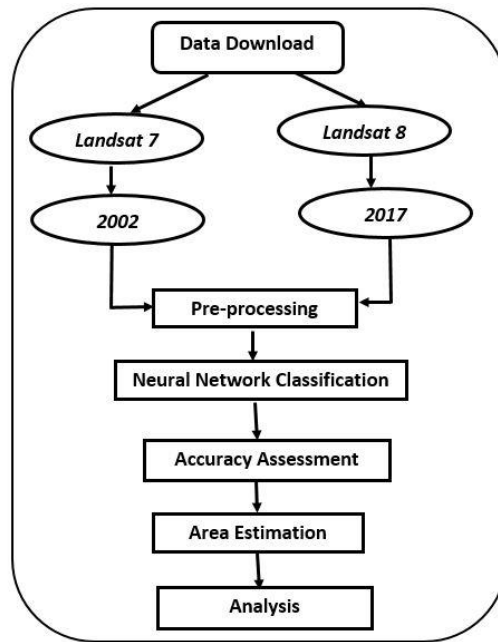 Data Download
Landsat 7
Landsat 8
2002
2017
Pre-processing
Neural Network Classification
Accuracy Assessment
Area Estimation
Analysis